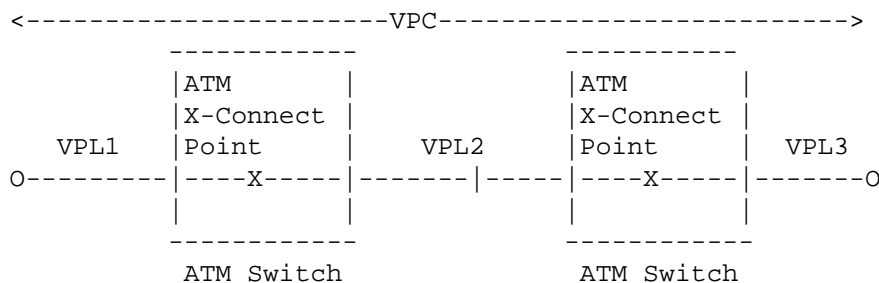 <-----------------------VPC-------------------------->
------------ -----------
|ATM | |ATM |
|X-Connect | |X-Connect |
VPL1 |Point | VPL2 |Point | VPL3
O---------|----X-----|-------|-----|----X-----|-------O
| | | |
------------ ------------
ATM Switch ATM Switch